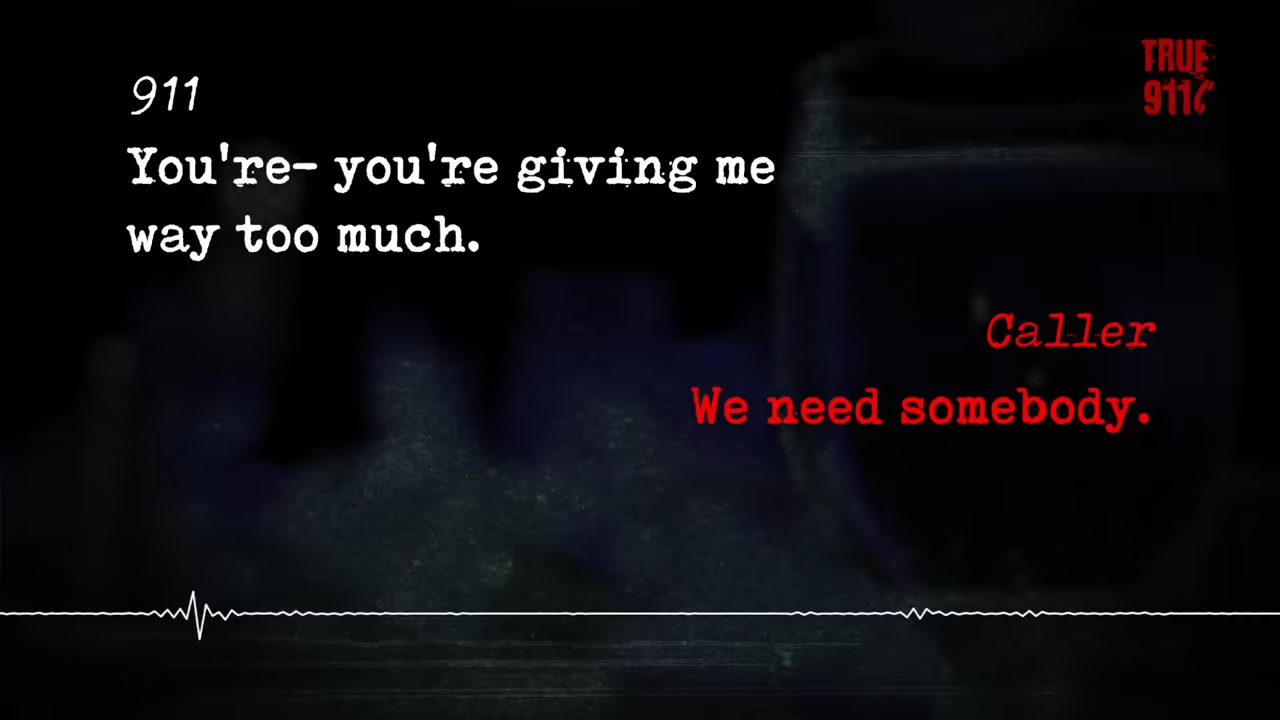 TRUE
911
911
You're- you're giving me
way too much.
Caller
We need somebody.